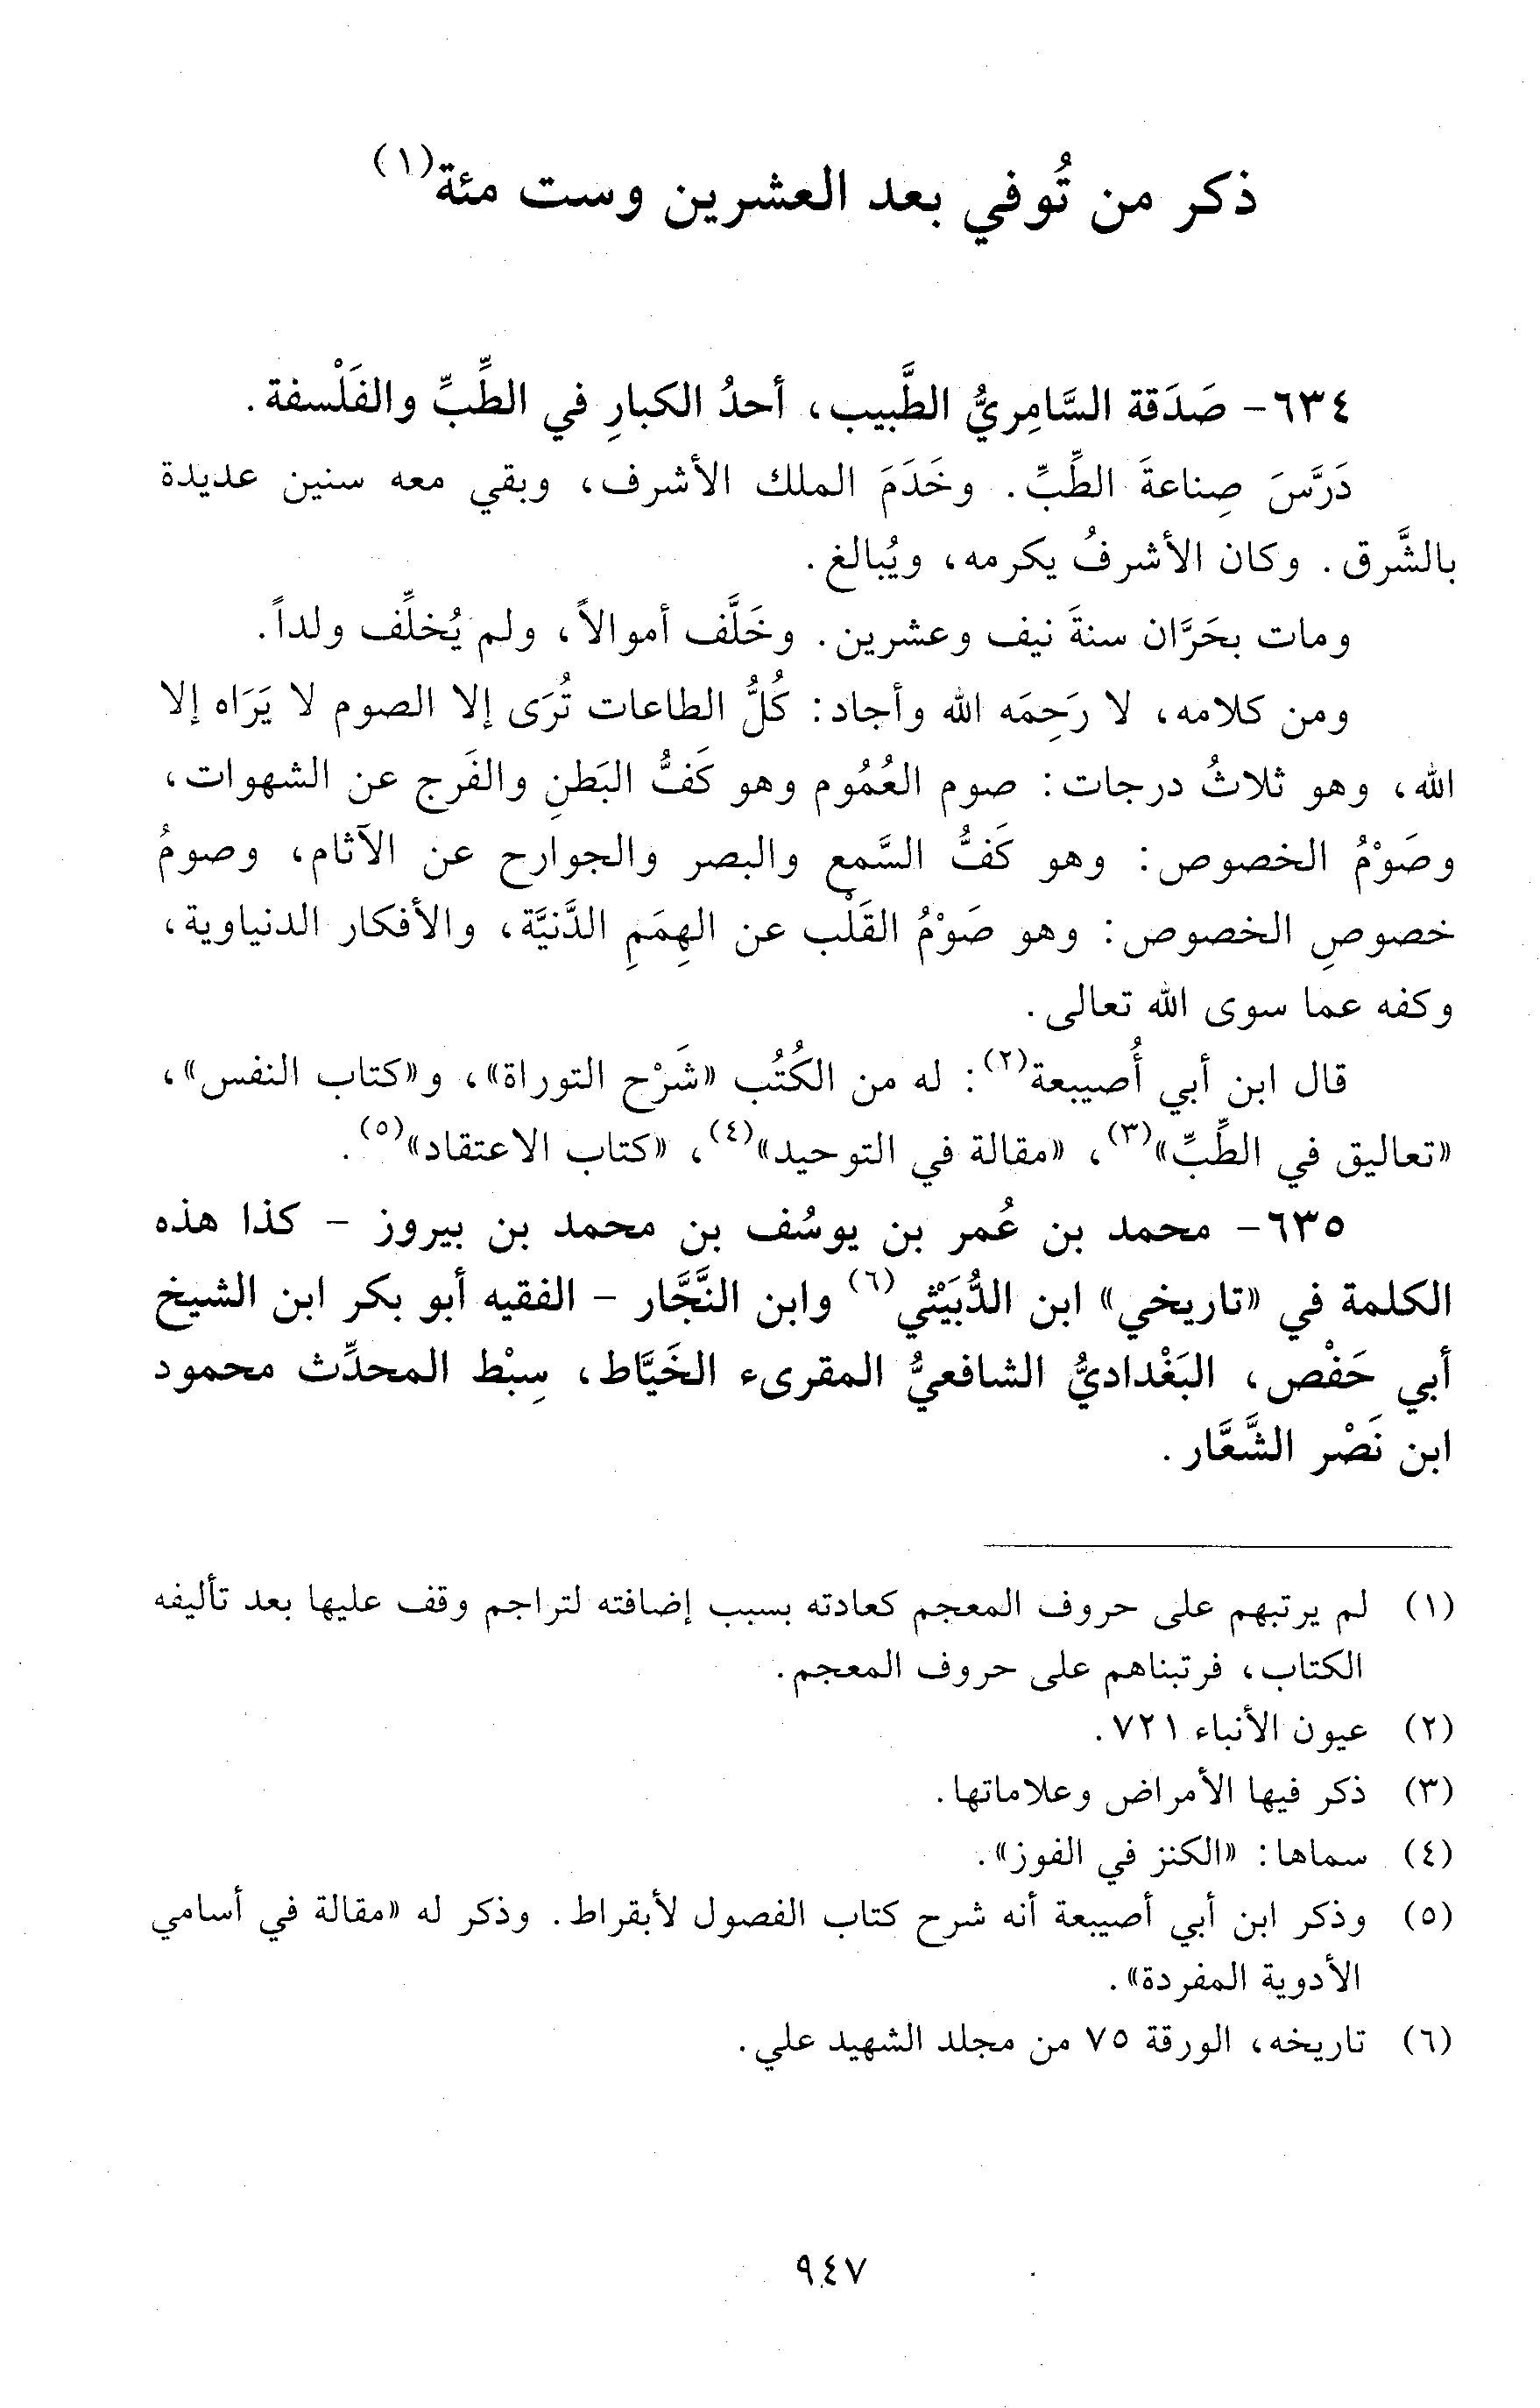 ذكر من تُوفي بعد العشرين وست مئة(١)
٦٣٤- صَدَقة السَّامِريُّ الطَّبيب، أحدُ الكبارِ في الطِّبِّ والفَلْسفة.
دَرَّسَ صِناعةَ الطِّبِّ. وخَدَمَ الملك الأشرف، وبقي معه سنين عديدة
بالشَّرق. وكان الأشرفُ يكرمه، ويُبالغ.
ومات بحَرَّان سنةَ نيف وعشرين. وخَلَّف أموالاً، ولم يُخلِّف ولداً.
ومن كلامه، لا رَحِمَه الله وأجاد: كُلُّ الطاعات تُرَى إلا الصوم لا يَرَاه إلا
الله، وهو ثلاثُ درجات: صوم العُمُوم وهو كَفُّ البَطنِ والفَرج عن الشهوات،
وصَوْمُ الخصوص: وهو كَفُّ السَّمع والبصر والجوارح عن الآثام، وصومُ
خصوصِ الخصوص: وهو صَوْمُ القَلْب عن الهِمَمِ الدَّنيَّة، والأفكار الدنياوية،
وكفه عما سوى الله تعالى.
قال ابن أبي أُصيبعة(٢): له من الكُتُب «شَرْح التوراة»، و«كتاب النفس»،
«تعاليق في الطِّبِّ»(٣)، «مقالة في التوحيد»(٤)، «كتاب الاعتقاد»(٥).
٦٣٥- محمد بن عُمر بن يوسُف بن محمد بن بيروز - كذا هذه
الكلمة في «تاريخي» ابن الدُّبَيْثي(٦) وابن النَّجَّار - الفقيه أبو بكر ابن الشيخ
أبي حَفْص، البَغْداديُّ الشافعيُّ المقرىء الخَيَّاط، سِبْط المحدِّث محمود
ابن نَصْر الشَّعَّار.
(١) لم يرتبهم على حروف المعجم كعادته بسبب إضافته لتراجم وقف عليها بعد تأليفه
الكتاب، فرتبناهم على حروف المعجم.
(٢) عيون الأنباء ٧٢١.
(٣) ذكر فيها الأمراض وعلاماتها.
(٤) سماها: «الكنز في الفوز».
(٥) وذكر ابن أبي أصيبعة أنه شرح كتاب الفصول لأبقراط. وذكر له «مقالة في أسامي
الأدوية المفردة».
(٦) تاريخه، الورقة ٧٥ من مجلد الشهيد علي.
٩٤٧